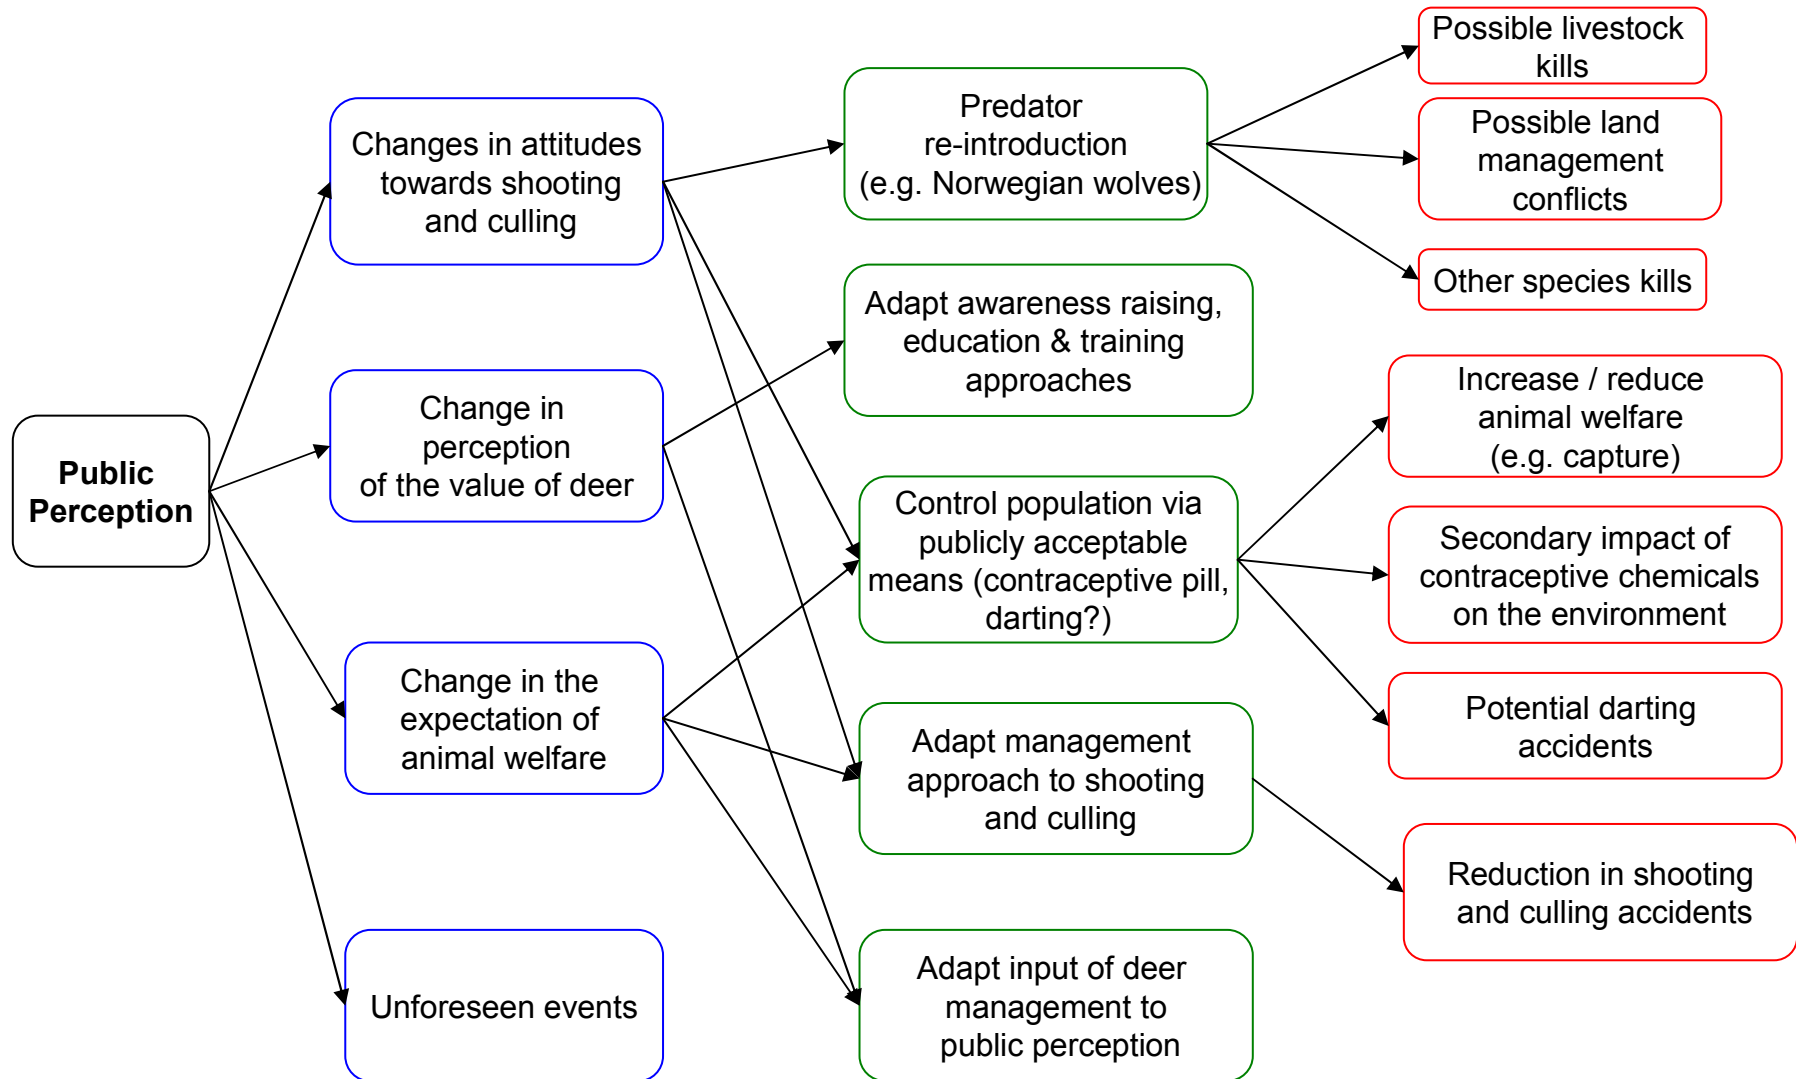 Public
Perception
Changes in attitudes
towards shooting
and culling
Change in
perception
of the value of deer
Change in the
expectation of
animal welfare
Unforeseen events
Predator
re-introduction
(e.g. Norwegian wolves)
Adapt awareness raising,
education & training
approaches
Control population via
publicly acceptable
means (contraceptive pill,
darting?)
Adapt management
approach to shooting
and culling
Adapt input of deer
management to
public perception
Possible livestock
kills
Possible land
management
conflicts
Other species kills
Increase / reduce
animal welfare
(e.g. capture)
Secondary impact of
contraceptive chemicals
on the environment
Potential darting
accidents
Reduction in shooting
and culling accidents